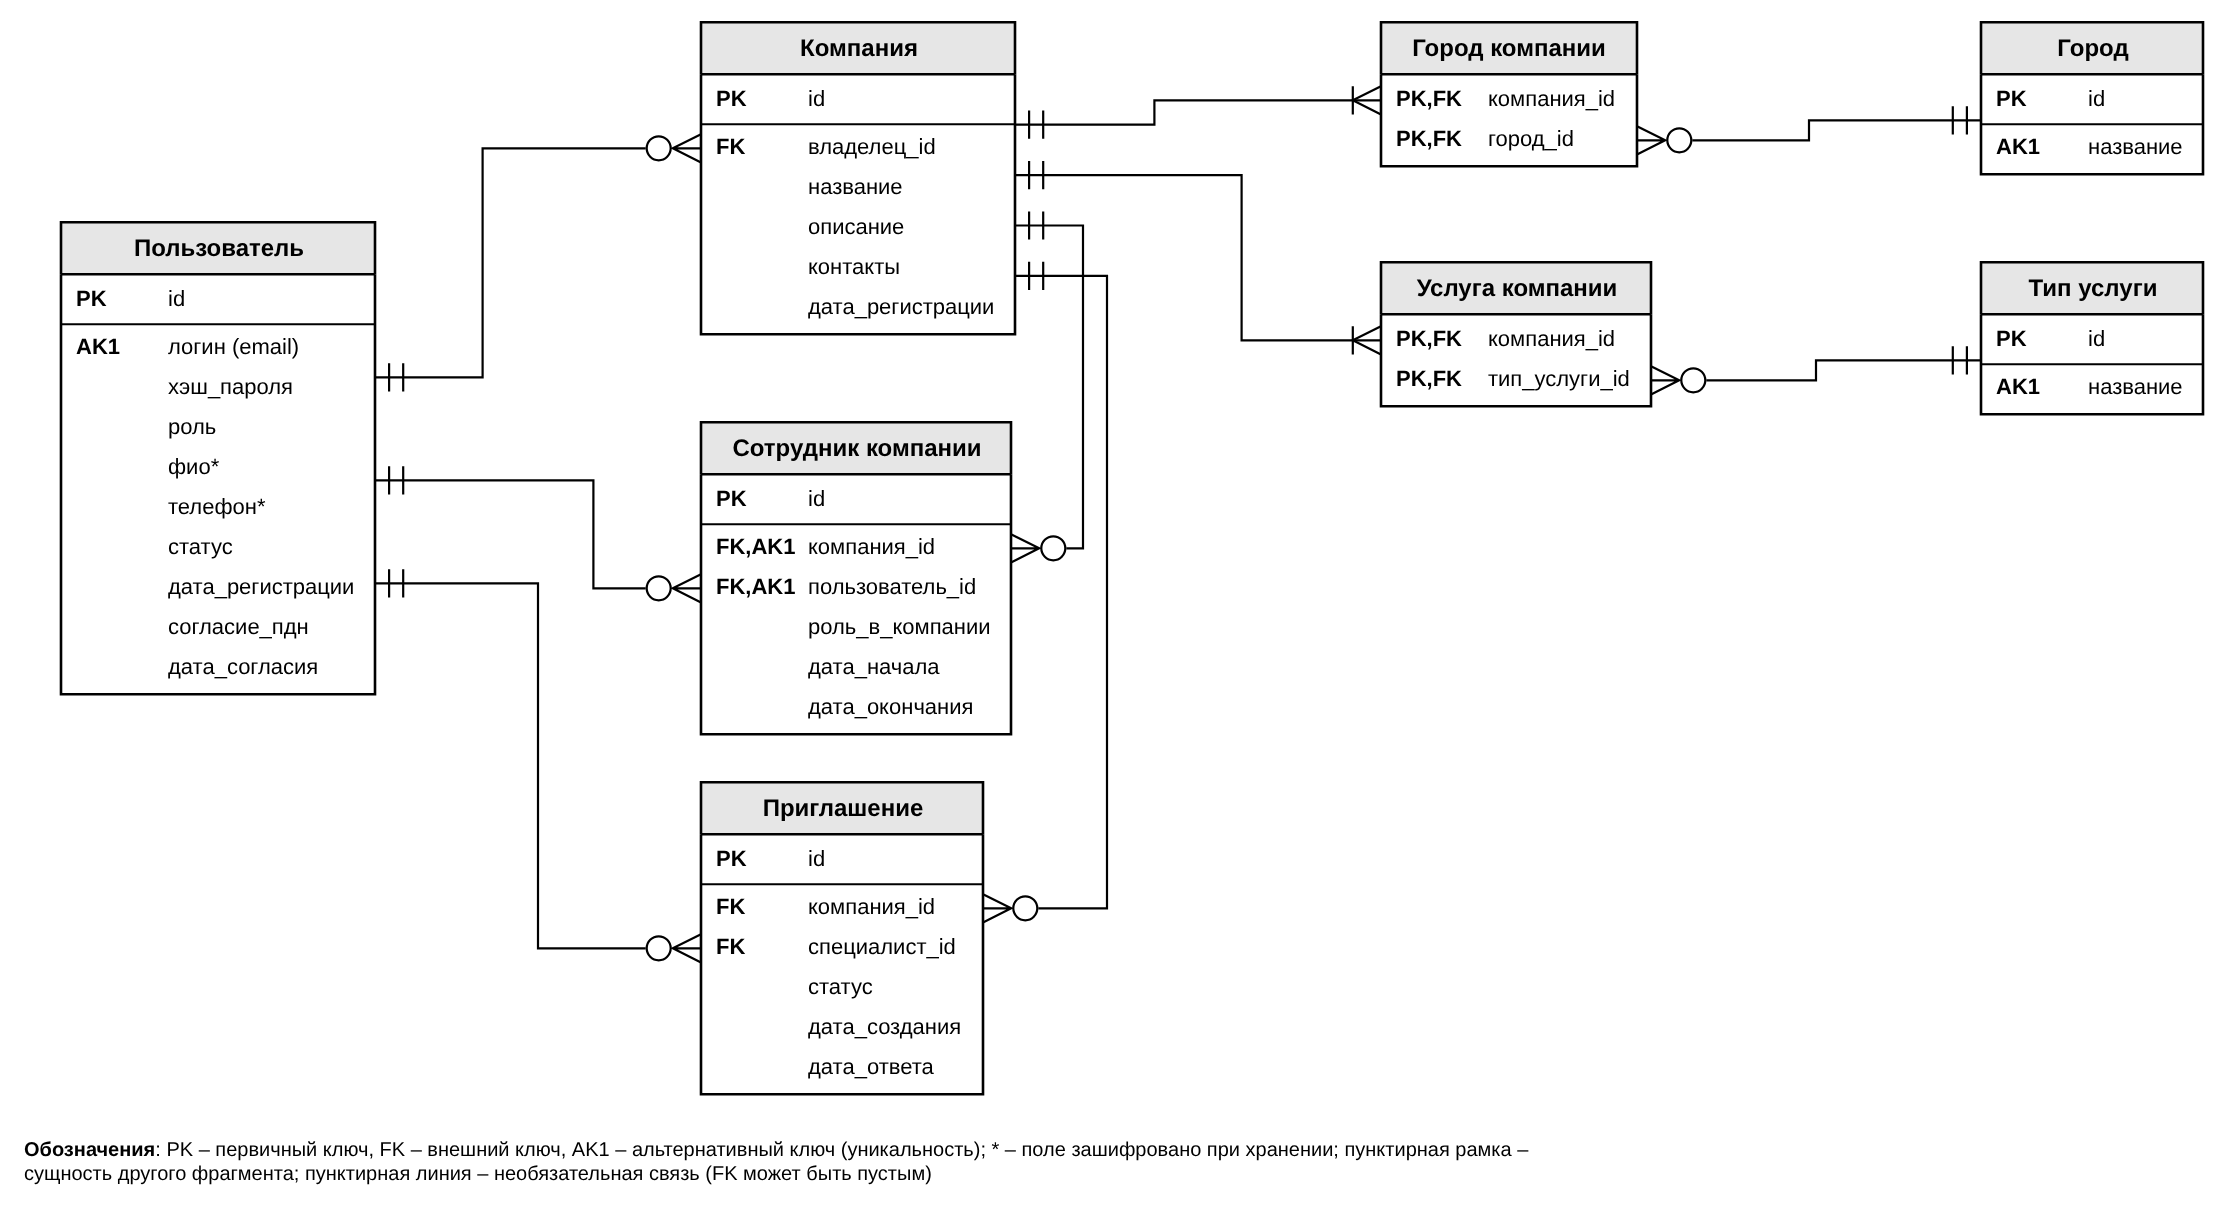 Компания
PK id
FK владелец_id
название
описание
контакты
дата_регистрации
Город компании
PK,FK компания_id
PK,FK город_id
Город
PK id
AK1 название
Пользователь
PK id
AK1 логин (email)
хэш_пароля
роль
фио*
телефон*
статус
дата_регистрации
согласие_пдн
дата_согласия
Услуга компании
PK,FK компания_id
PK,FK тип_услуги_id
Тип услуги
PK id
AK1 название
Сотрудник компании
PK id
FK,AK1 компания_id
FK,AK1 пользователь_id
роль_в_компании
дата_начала
дата_окончания
Приглашение
PK id
FK компания_id
FK специалист_id
статус
дата_создания
дата_ответа
Обозначения: PK – первичный ключ, FK – внешний ключ, AK1 – альтернативный ключ (уникальность); * – поле зашифровано при хранении; пунктирная рамка –
сущность другого фрагмента; пунктирная линия – необязательная связь (FK может быть пустым)